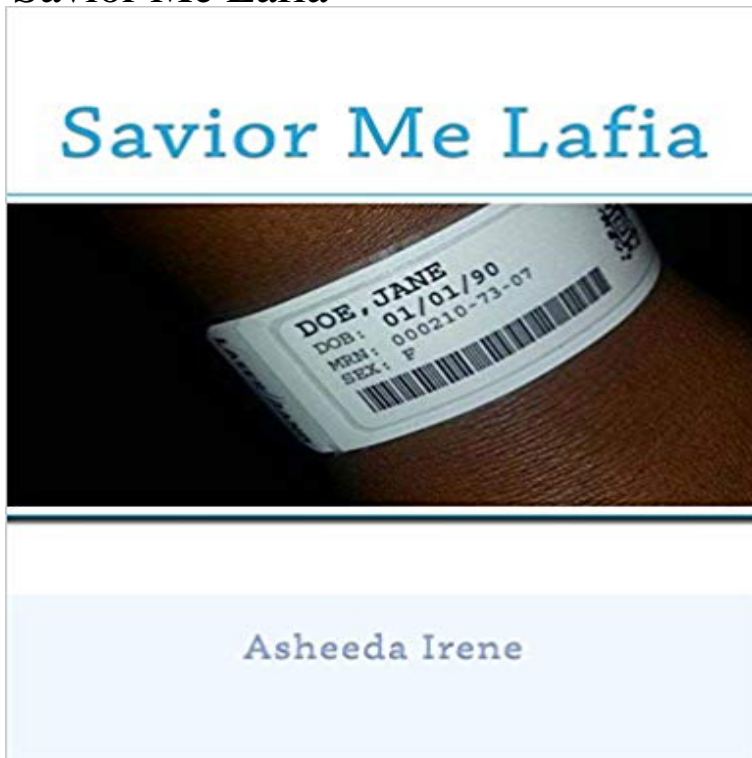 Savior Me Lafia
Savior Me Lafia
DOE, JANE
DOB: 01/01/90
MRN: 000210-73-07
SEX: F
Asheeda Irene